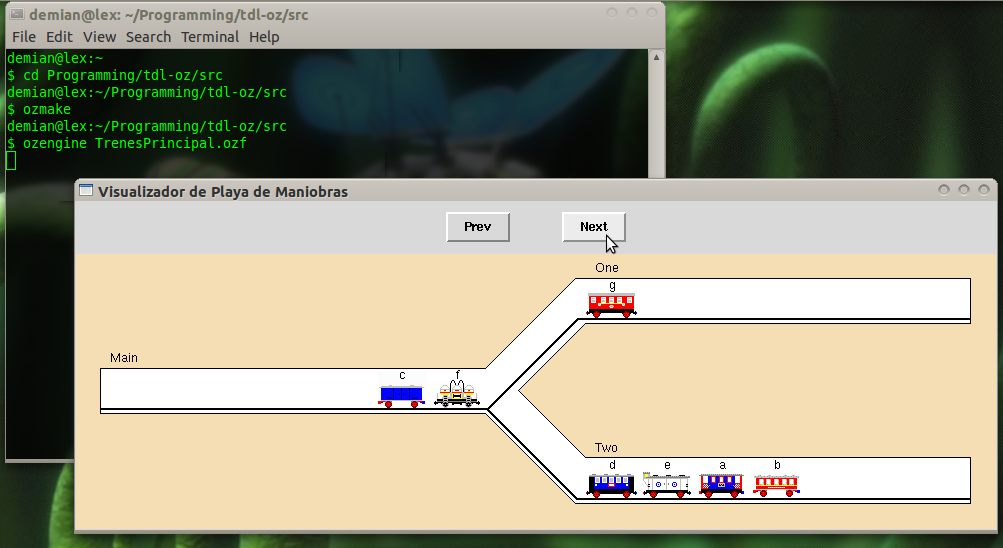 demian@lex: ~/Programming/tdl-oz/src
File Edit View Search Terminal Help
demian@lex:~
$ cd Programming/tdl-oz/src
demian@lex:~/Programming/tdl-oz/src
$ ozmake
demian@lex:~/Programming/tdl-oz/src
$ ozengine TrenesPrincipal.ozf
Visualizador de Playa de Maniobras
Prev Next
One
g
Main
c f
Two
d e a b